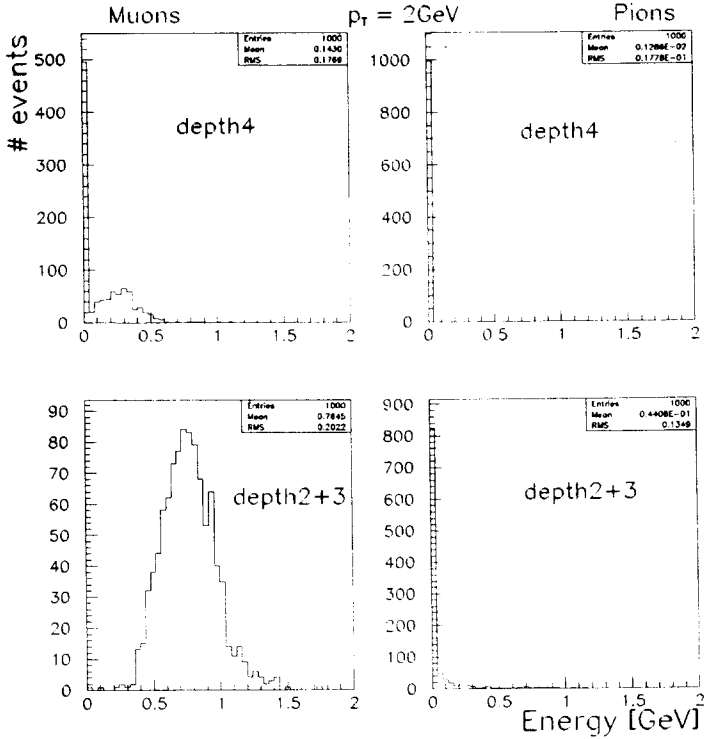 Muons p_T = 2GeV Pions
# events
Entries 1000
Mean 0.1430
RMS 0.1769
depth4
500
400
300
200
100
0
0 0.5 1 1.5 2
Entries 1000
Mean 0.1286E-02
RMS 0.1778E-01
depth4
1000
800
600
400
200
0
0 0.5 1 1.5 2
Entries 1000
Mean 0.7645
RMS 0.2022
depth2+3
90
80
70
60
50
40
30
20
10
0
0 0.5 1 1.5 2
Entries 1000
Mean 0.4406E-01
RMS 0.1349
depth2+3
900
800
700
600
500
400
300
200
100
0
0 0.5 1 1.5 2
Energy [GeV]